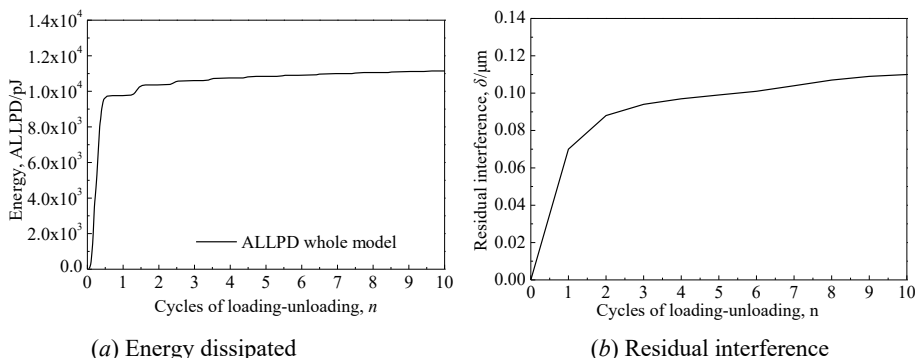 1.4x10⁴
1.2x10⁴
1.0x10⁴
8.0x10³
6.0x10³
4.0x10³
2.0x10³
0.0
Energy, ALLPD/pJ
ALLPD whole model
0 1 2 3 4 5 6 7 8 9 10
Cycles of loading-unloading, n
(a) Energy dissipated
0.14
0.12
0.10
0.08
0.06
0.04
0.02
0.00
Residual interference, δ/μm
0 1 2 3 4 5 6 7 8 9 10
Cycles of loading-unloading, n
(b) Residual interference